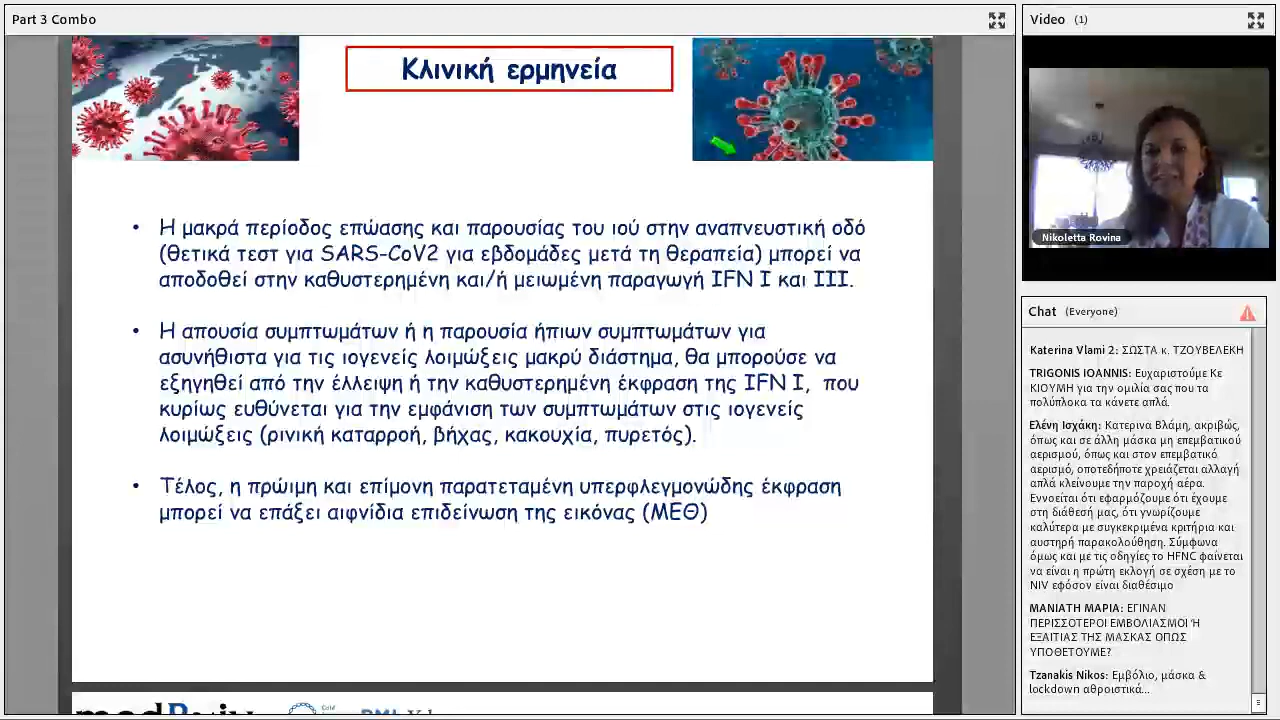 Part 3 Combo
Κλινική ερμηνεία
• Η μακρά περίοδος επώασης και παρουσίας του ιού στην αναπνευστική οδό
(θετικά τεστ για SARS-CoV2 για εβδομάδες μετά τη θεραπεία) μπορεί να
αποδοθεί στην καθυστερημένη και/ή μειωμένη παραγωγή IFN I και III.
• Η απουσία συμπτωμάτων ή η παρουσία ήπιων συμπτωμάτων για
ασυνήθιστα για τις ιογενείς λοιμώξεις μακρύ διάστημα, θα μπορούσε να
εξηγηθεί από την έλλειψη ή την καθυστερημένη έκφραση της IFN I, που
κυρίως ευθύνεται για την εμφάνιση των συμπτωμάτων στις ιογενείς
λοιμώξεις (ρινική καταρροή, βήχας, κακουχία, πυρετός).
• Τέλος, η πρώιμη και επίμονη παρατεταμένη υπερφλεγμονώδης έκφραση
μπορεί να επάξει αιφνίδια επιδείνωση της εικόνας (ΜΕΘ)
Video (1)
Nikoletta Rovina
Chat (Everyone)
Katerina Vlami 2: ΣΩΣΤΑ κ. ΤΖΟΥΒΕΛΕΚΗ
TRIGONIS IOANNIS: Ευχαριστούμε Κε
ΚΙΟΥΜΗ για την ομιλία σας που τα
πολύπλοκα τα κάνετε απλά.
Ελένη Ισχάκη: Κατερινα Βλάμη, ακριβώς,
όπως και σε άλλη μάσκα μη επεμβατικού
αερισμού, όπως και στον επεμβατικό
αερισμό, οποτεδήποτε χρειάζεται αλλαγή
απλά κλείνουμε την παροχή αέρα.
Εννοείται ότι εφαρμόζουμε ότι έχουμε
στη διάθεσή μας, ότι γνωρίζουμε
καλύτερα με συγκεκριμένα κριτήρια και
αυστηρή παρακολούθηση. Σύμφωνα
όμως και με τις οδηγίες το HFNC φαίνεται
να είναι η πρώτη εκλογή σε σχέση με το
NIV εφόσον είναι διαθέσιμο
ΜΑΝΙΑΤΗ ΜΑΡΙΑ: ΕΓΙΝΑΝ
ΠΕΡΙΣΣΟΤΕΡΟΙ ΕΜΒΟΛΙΑΣΜΟΙ Ή
ΕΞΑΙΤΙΑΣ ΤΗΣ ΜΑΣΚΑΣ ΟΠΩΣ
ΥΠΟΘΕΤΟΥΜΕ?
Tzanakis Nikos: Εμβόλιο, μάσκα &
lockdown αθροιστικά...